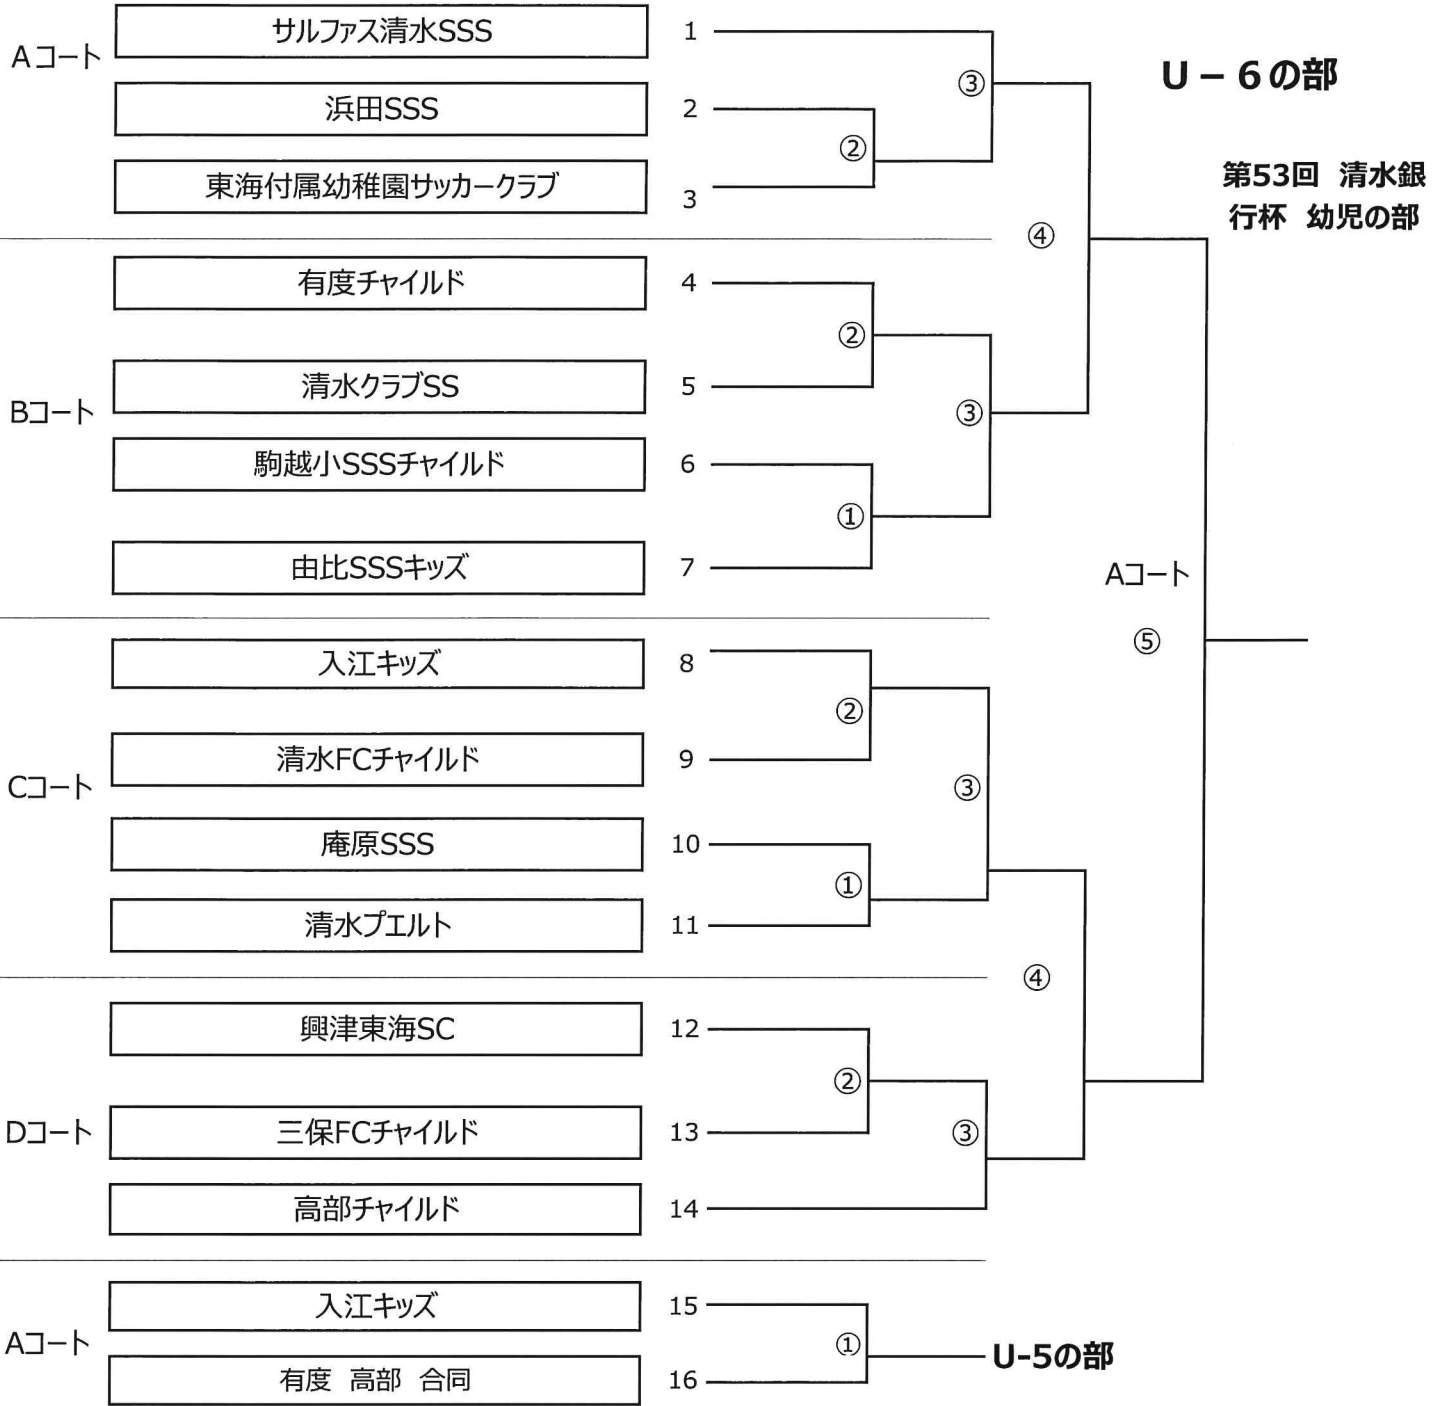 サルファス清水SSS
1
Aコート
③
U－6の部
浜田SSS
2
②
東海付属幼稚園サッカークラブ
3
第53回 清水銀
行杯 幼児の部
④
有度チャイルド
4
②
清水クラブSS
5
Bコート
③
駒越小SSSチャイルド
6
①
由比SSSキッズ
7
Aコート
⑤
入江キッズ
8
②
清水FCチャイルド
9
Cコート
③
庵原SSS
10
①
清水プエルト
11
④
興津東海SC
12
②
Dコート
三保FCチャイルド
13
③
高部チャイルド
14
入江キッズ
15
Aコート
①
U-5の部
有度 高部 合同
16